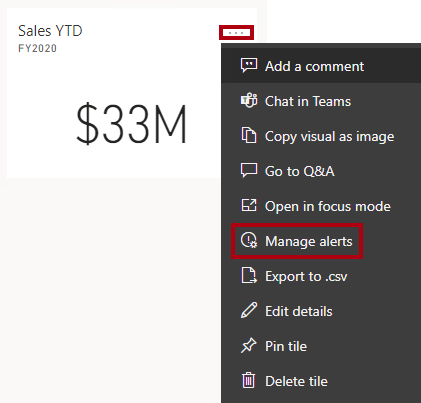 Sales YTD
FY2020
$33M
Add a comment
Chat in Teams
Copy visual as image
Go to Q&A
Open in focus mode
Manage alerts
Export to .csv
Edit details
Pin tile
Delete tile